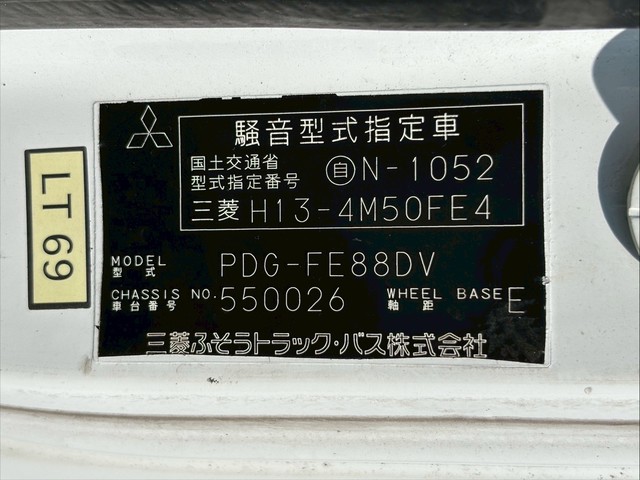 騒音型式指定車
国土交通省
型式指定番号
自N-1052
三菱 H13-4M50FE4
MODEL
型式
PDG-FE88DV
CHASSIS NO.
車台番号
550026
WHEEL BASE
軸距
E
三菱ふそうトラック・バス株式会社
LT 69